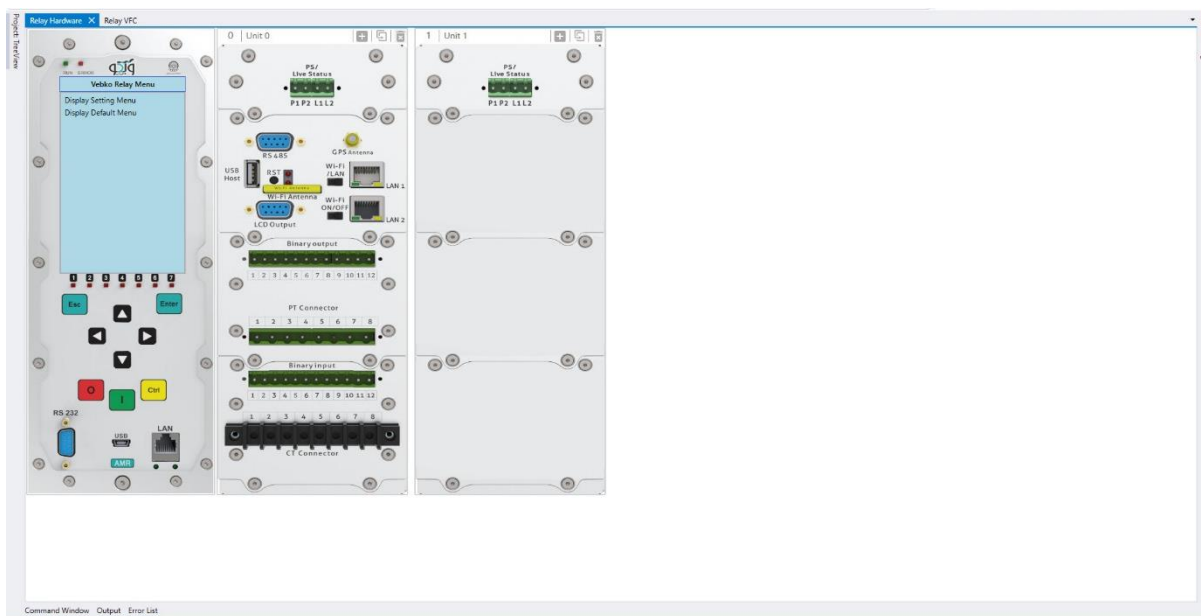 Project: TreeView
Relay Hardware
Relay VFC
RUN ERROR
Vebko Relay Menu
Display Setting Menu
Display Default Menu
1 2 3 4 5 6 7
Esc
Enter
O
I
Ctrl
RS 232
USB
LAN
AMR
0 Unit 0
PS/
Live Status
P1 P2 L1 L2
RS 485
GPS Antenna
USB
Host
RST
Wi-Fi
/LAN
LAN 1
Wi-Fi Antenna
Wi-Fi Antenna
Wi-Fi
ON/OFF
LAN 2
LCD Output
Binary output
1 2 3 4 5 6 7 8 9 10 11 12
PT Connector
1 2 3 4 5 6 7 8
Binary input
1 2 3 4 5 6 7 8 9 10 11 12
1 2 3 4 5 6 7 8
CT Connector
1 Unit 1
PS/
Live Status
P1 P2 L1 L2
Command Window Output Error List